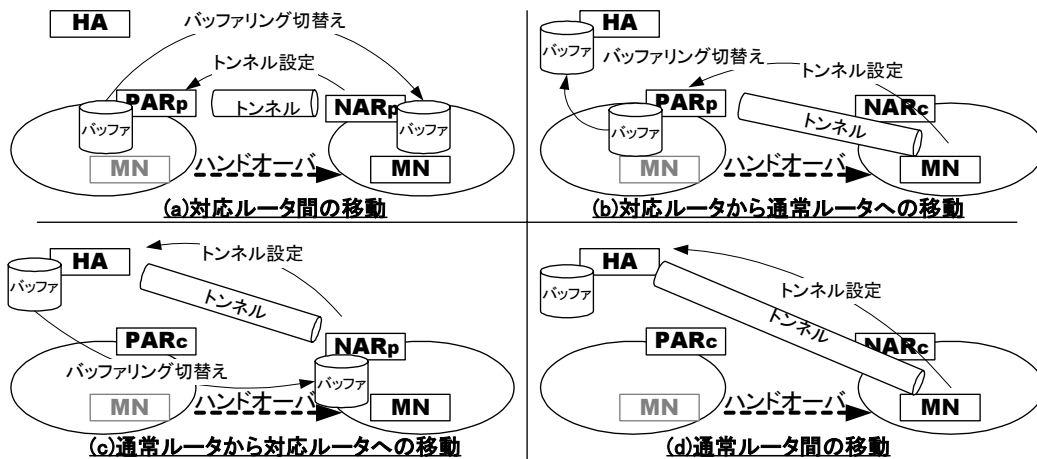 HA
バッファリング切替え
トンネル設定
PARp
トンネル
NARp
バッファ
バッファ
MN
ハンドオーバ
MN
(a)対応ルータ間の移動
HA
バッファ
バッファリング切替え
トンネル設定
PARp
NARc
トンネル
バッファ
MN
ハンドオーバ
MN
(b)対応ルータから通常ルータへの移動
HA
トンネル設定
バッファ
トンネル
PARc
NARp
バッファリング切替え
バッファ
MN
ハンドオーバ
MN
(c)通常ルータから対応ルータへの移動
HA
バッファ
トンネル設定
トンネル
PARc
NARc
MN
ハンドオーバ
MN
(d)通常ルータ間の移動